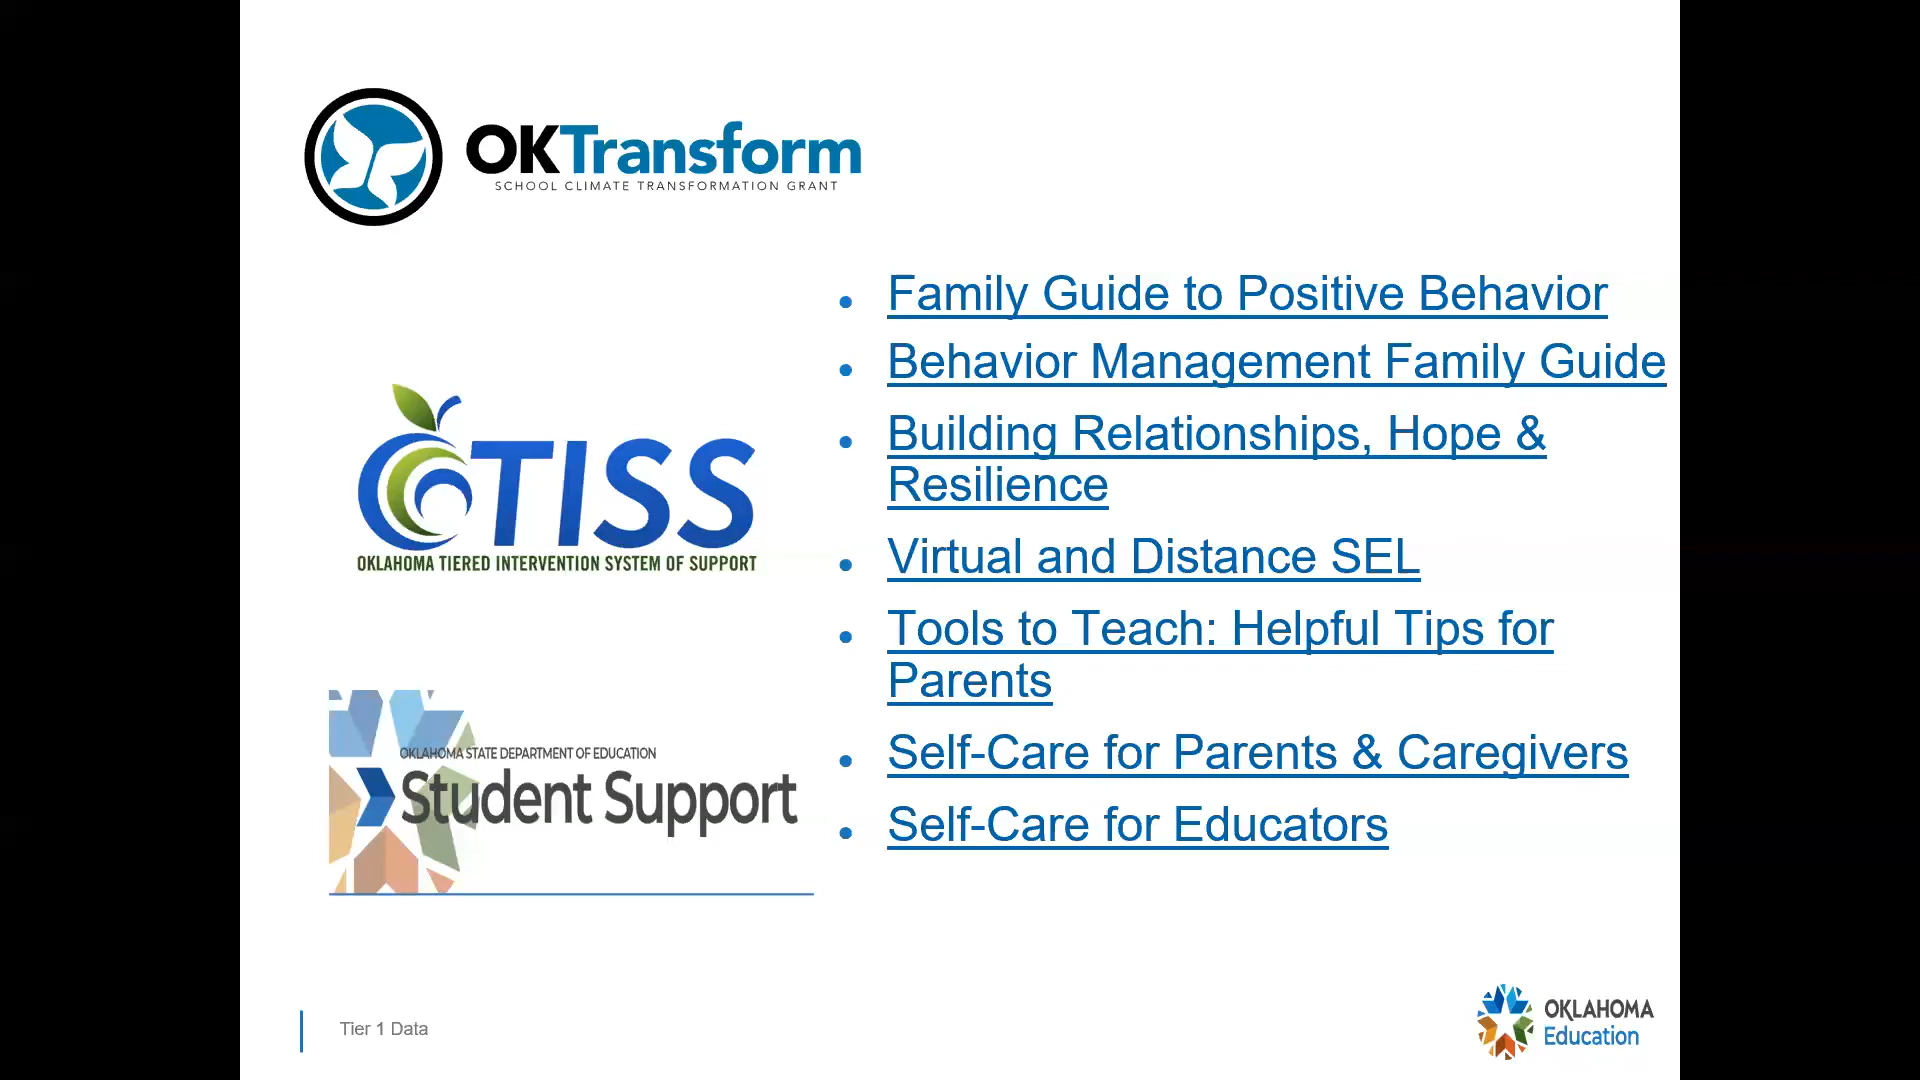 OKTransform
SCHOOL CLIMATE TRANSFORMATION GRANT
• Family Guide to Positive Behavior
• Behavior Management Family Guide
• Building Relationships, Hope &
Resilience
• Virtual and Distance SEL
• Tools to Teach: Helpful Tips for
Parents
• Self-Care for Parents & Caregivers
• Self-Care for Educators
OTISS
OKLAHOMA TIERED INTERVENTION SYSTEM OF SUPPORT
OKLAHOMA STATE DEPARTMENT OF EDUCATION
Student Support
Tier 1 Data
OKLAHOMA
Education